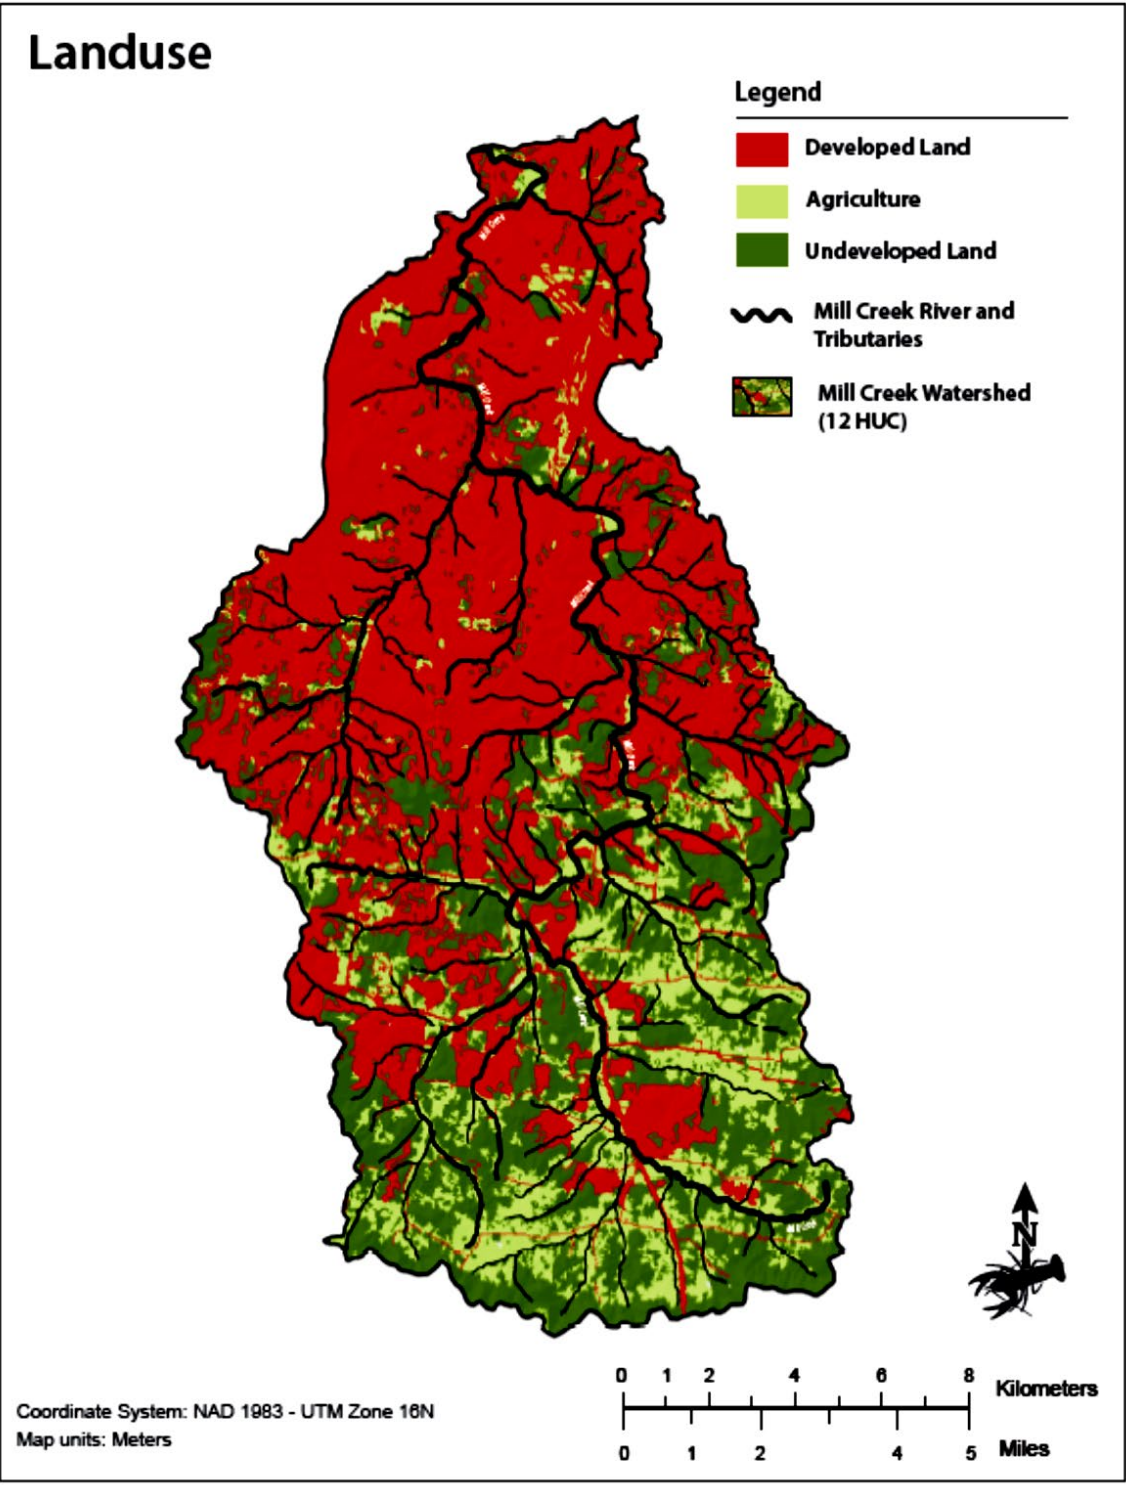 Landuse
Legend
Developed Land
Agriculture
Undeveloped Land
Mill Creek River and
Tributaries
Mill Creek Watershed
(12 HUC)
Mill Creek
N
0 1 2 4 6 8
Kilometers
0 1 2 4 5 Miles
Coordinate System: NAD 1983 - UTM Zone 16N
Map units: Meters